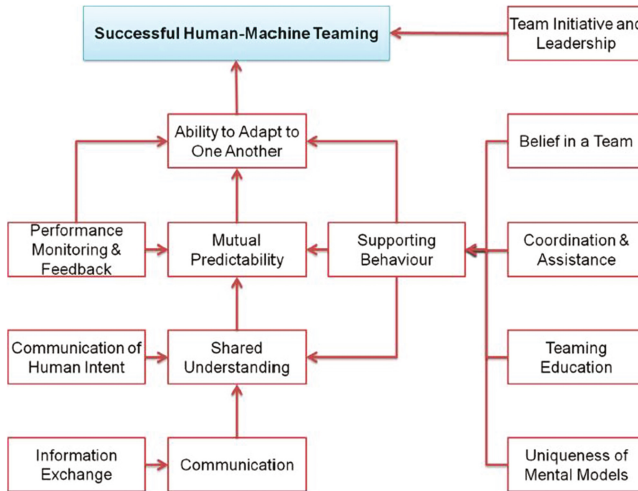 Successful Human-Machine Teaming
Team Initiative and
Leadership
Ability to Adapt to
One Another
Belief in a Team
Performance
Monitoring &
Feedback
Mutual
Predictability
Supporting
Behaviour
Coordination &
Assistance
Communication of
Human Intent
Shared
Understanding
Teaming
Education
Information
Exchange
Communication
Uniqueness of
Mental Models